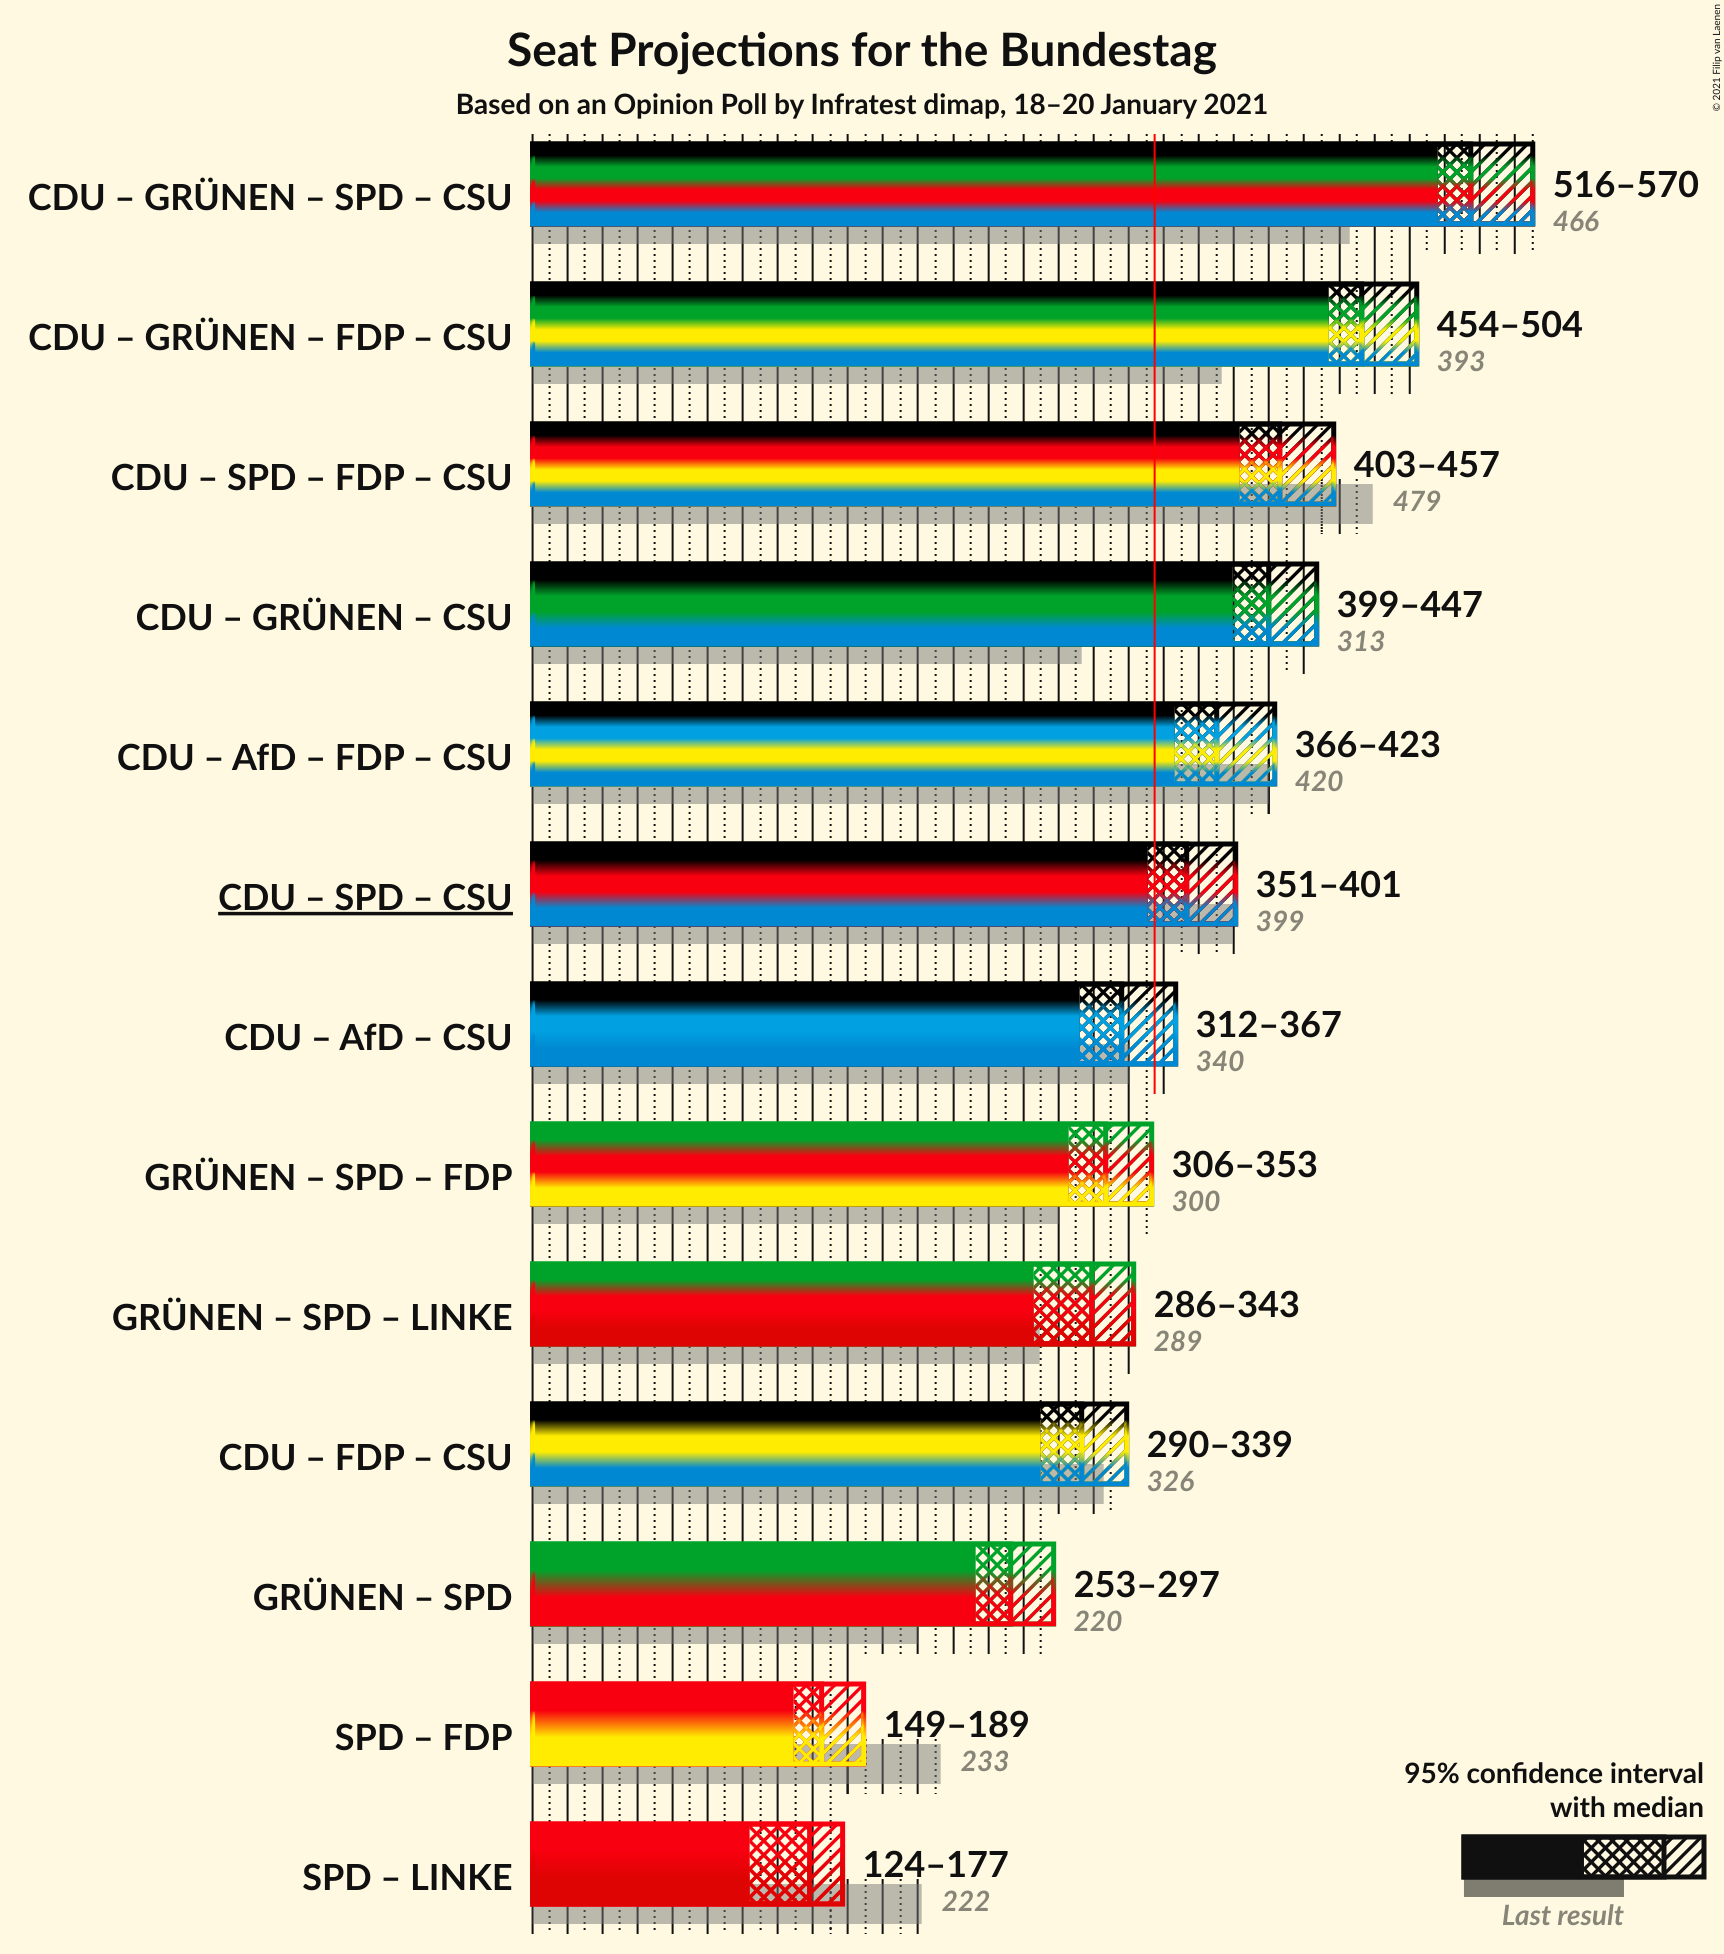 Seat Projections for the Bundestag
Based on an Opinion Poll by Infratest dimap, 18–20 January 2021
© 2021 Filip van Laenen
CDU – GRÜNEN – SPD – CSU
516–570
466
CDU – GRÜNEN – FDP – CSU
454–504
393
CDU – SPD – FDP – CSU
403–457
479
CDU – GRÜNEN – CSU
399–447
313
CDU – AfD – FDP – CSU
366–423
420
CDU – SPD – CSU
351–401
399
CDU – AfD – CSU
312–367
340
GRÜNEN – SPD – FDP
306–353
300
GRÜNEN – SPD – LINKE
286–343
289
CDU – FDP – CSU
290–339
326
GRÜNEN – SPD
253–297
220
SPD – FDP
149–189
233
SPD – LINKE
124–177
222
95% confidence interval
with median
Last result